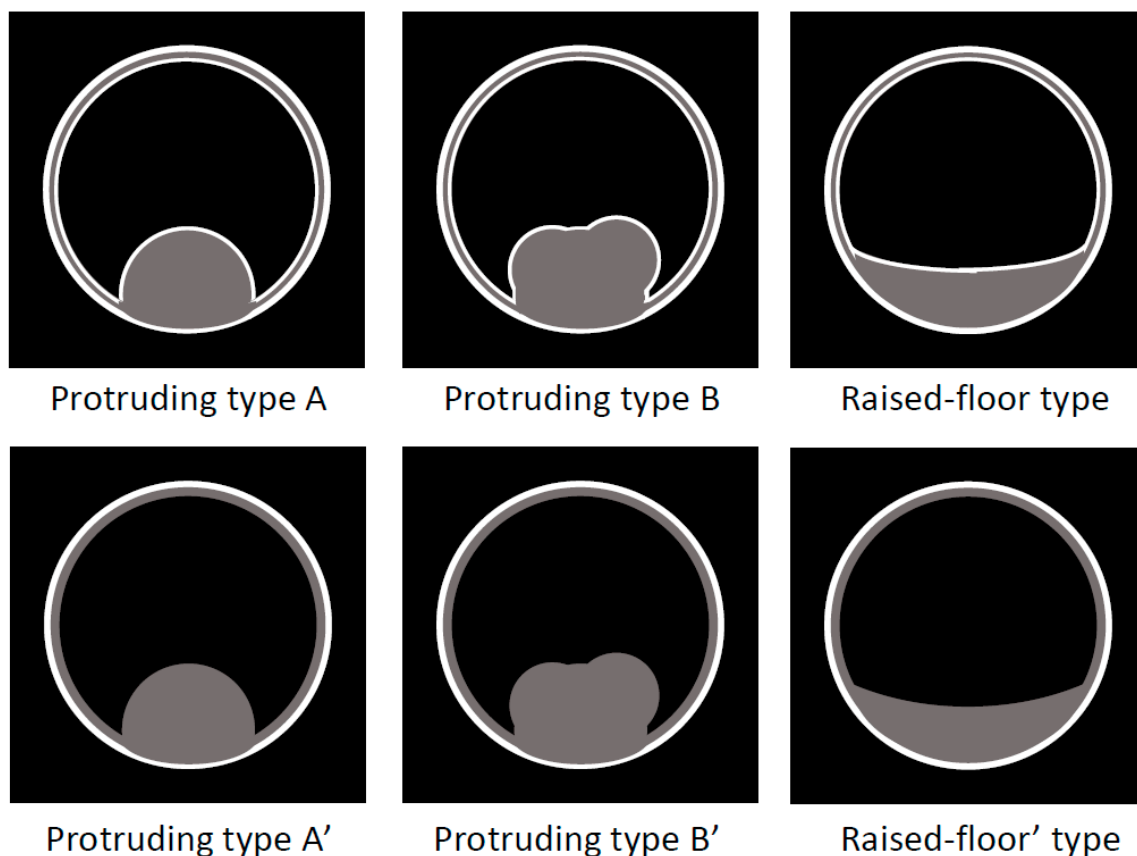 Protruding type A
Protruding type B
Raised-floor type
Protruding type A’
Protruding type B’
Raised-floor’ type